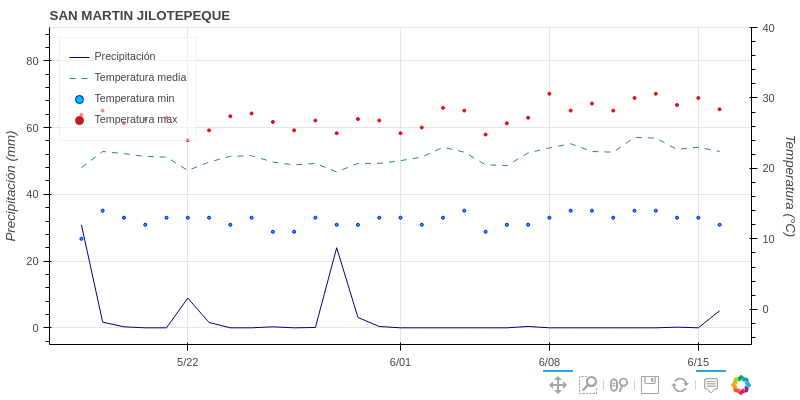 SAN MARTIN JILOTEPEQUE
Precipitación
Temperatura media
Temperatura min
Temperatura max
Precipitación (mm)
80
60
40
20
0
Temperatura (°C)
40
30
20
10
0
5/22
6/01
6/08
6/15